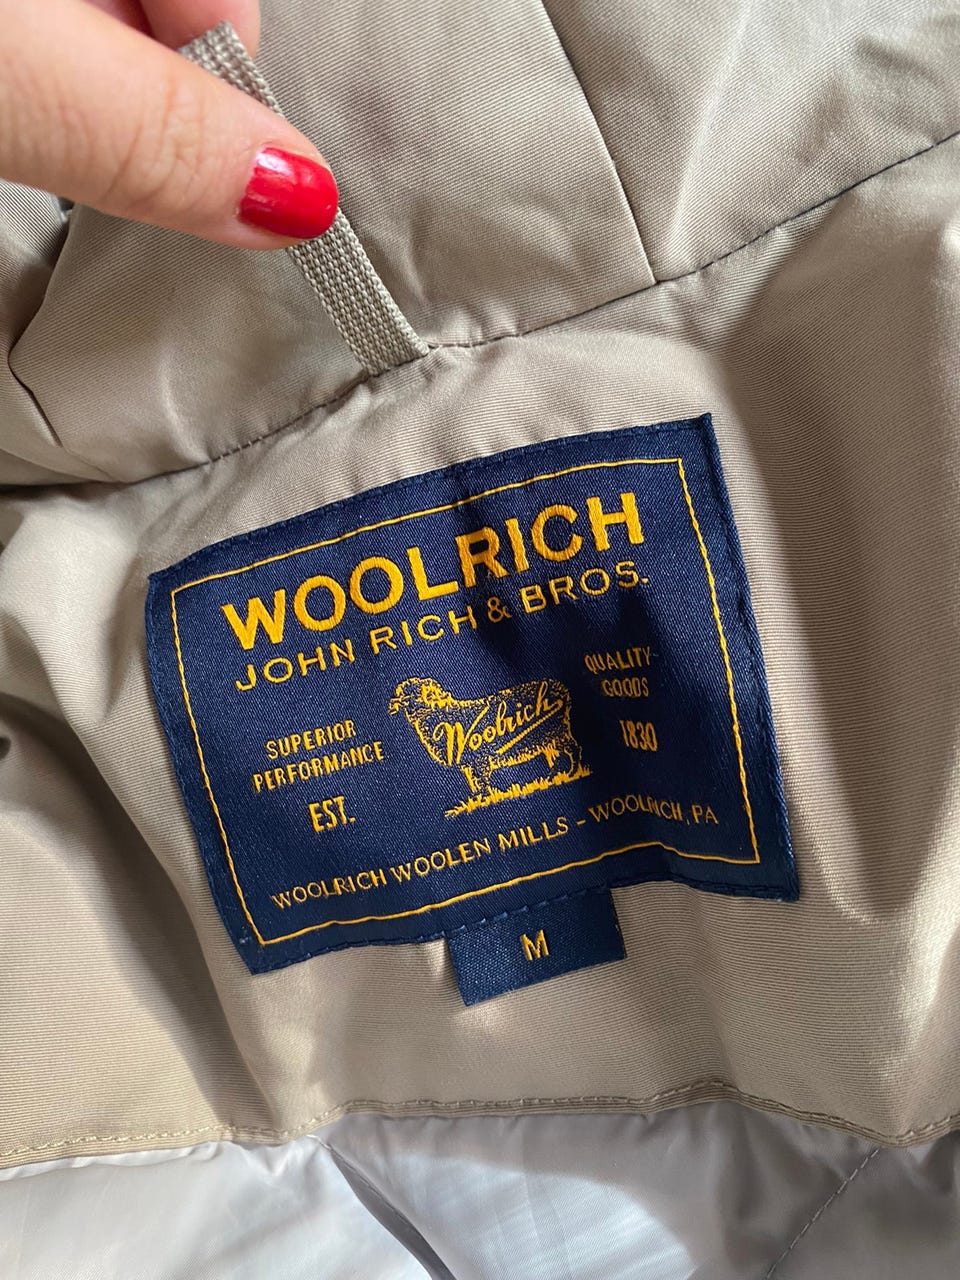 WOOLRICH
JOHN RICH & BROS.
SUPERIOR
PERFORMANCE
EST.
Woolrich
QUALITY
GOODS
1830
WOOLRICH WOOLEN MILLS - WOOLRICH, PA
M